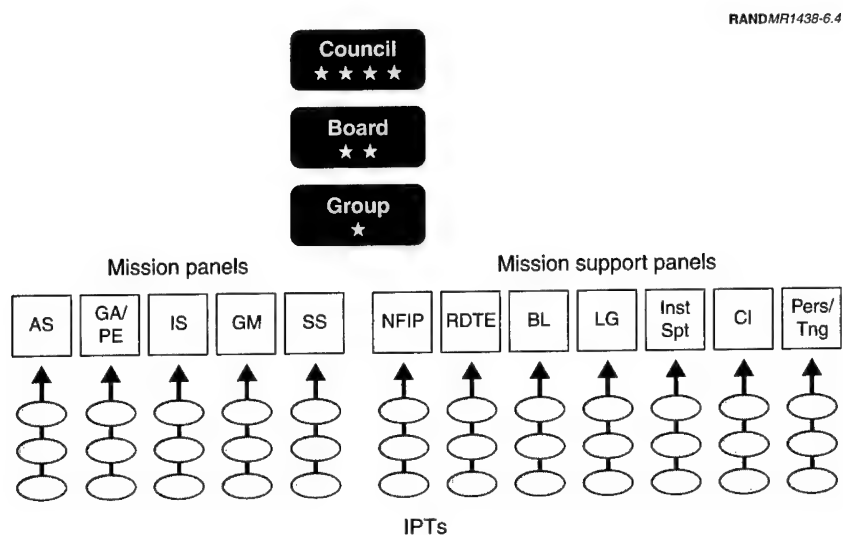 RANDMR1438-6.4
Council
★ ★ ★ ★
Board
★ ★
Group
★
Mission panels
Mission support panels
AS
GA/
PE
IS
GM
SS
NFIP
RDTE
BL
LG
Inst
Spt
CI
Pers/
Tng
IPTs